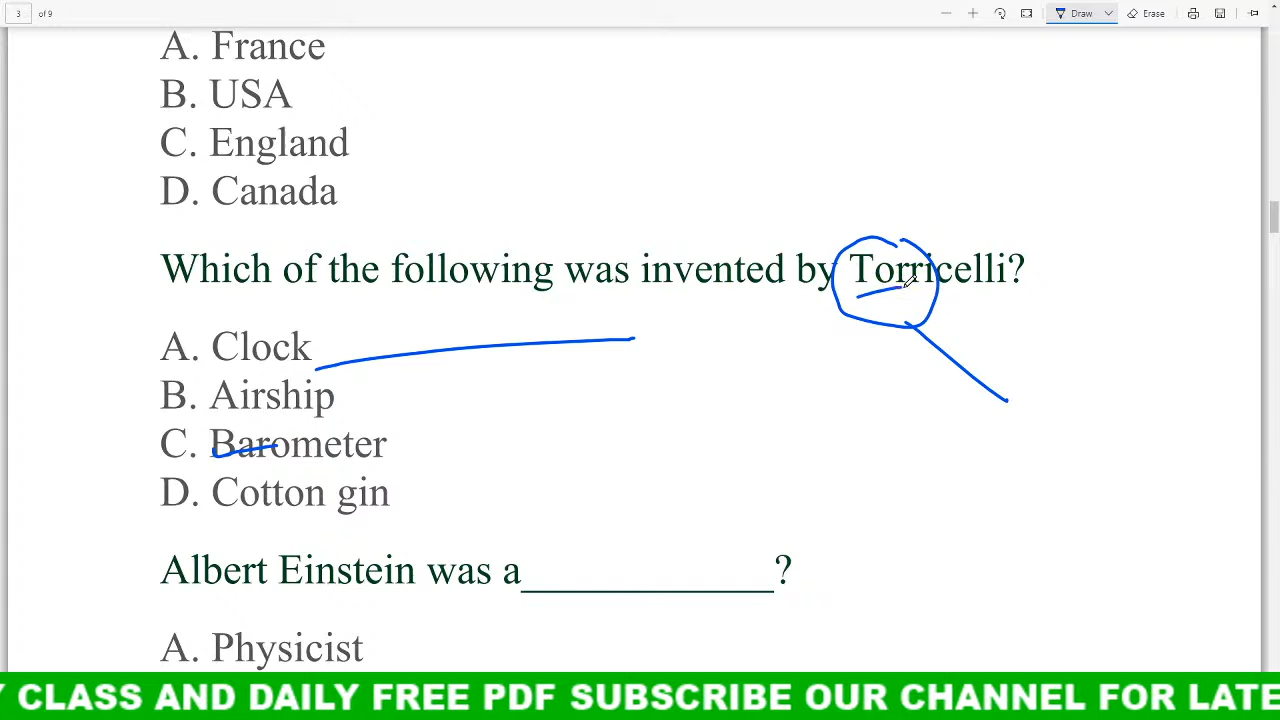 3 of 9 Draw Erase
A. France
B. USA
C. England
D. Canada
Which of the following was invented by Torricelli?
A. Clock
B. Airship
C. Barometer
D. Cotton gin
Albert Einstein was a_____________?
A. Physicist
CLASS AND DAILY FREE PDF SUBSCRIBE OUR CHANNEL FOR LATE